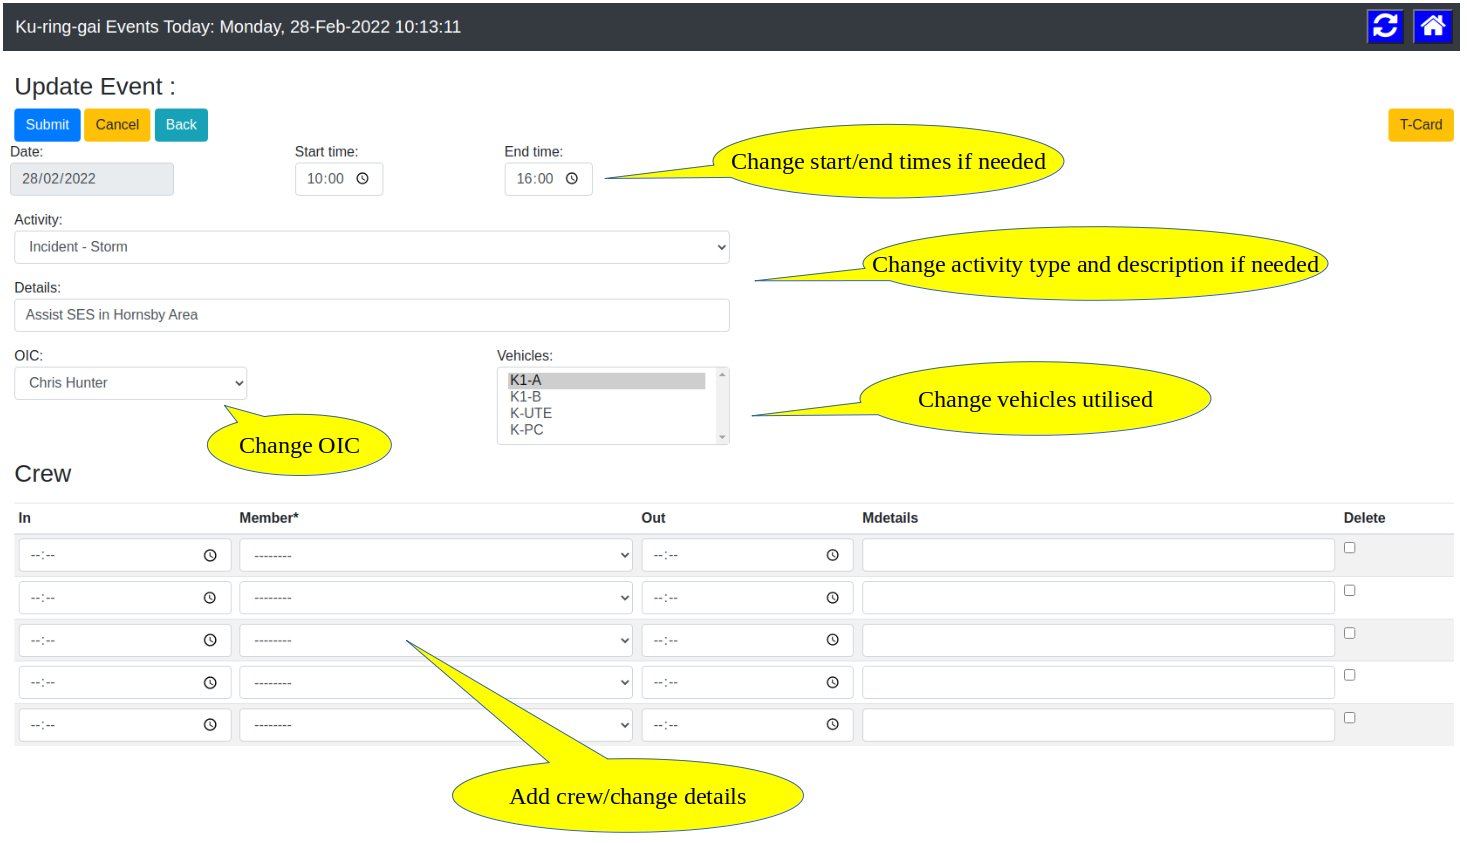 Ku-ring-gai Events Today: Monday, 28-Feb-2022 10:13:11
Update Event :
Submit Cancel Back T-Card
Date: Start time: End time:
28/02/2022 10:00 16:00
Change start/end times if needed
Activity:
Incident - Storm
Change activity type and description if needed
Details:
Assist SES in Hornsby Area
OIC: Vehicles:
Chris Hunter
K1-A
K1-B
K-UTE
K-PC
Change vehicles utilised
Change OIC
Crew
In Member* Out Mdetails Delete
--:-- -------- --:--
--:-- -------- --:--
--:-- -------- --:--
--:-- -------- --:--
--:-- -------- --:--
Add crew/change details